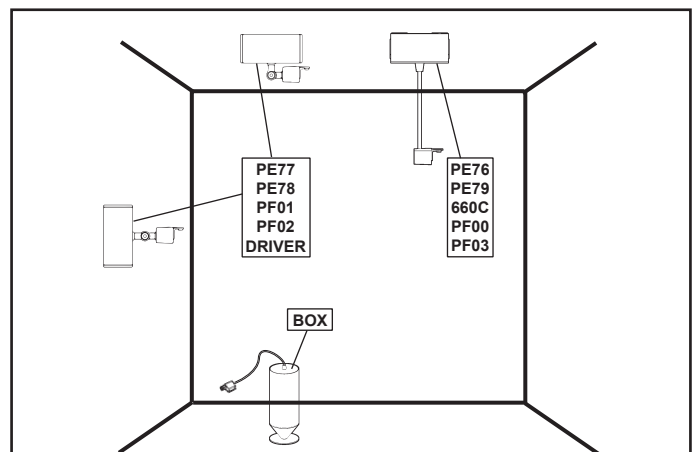 PE77
PE78
PF01
PF02
DRIVER
PE76
PE79
660C
PF00
PF03
BOX